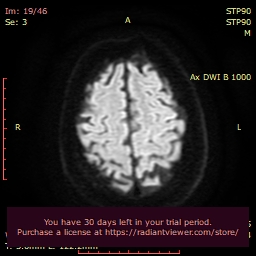 Im: 19/46
Se: 3
STP90
STP90
M
A
Ax DWI B 1000
R
L
You have 30 days left in your trial period.
Purchase a license at https://radiantviewer.com/store/